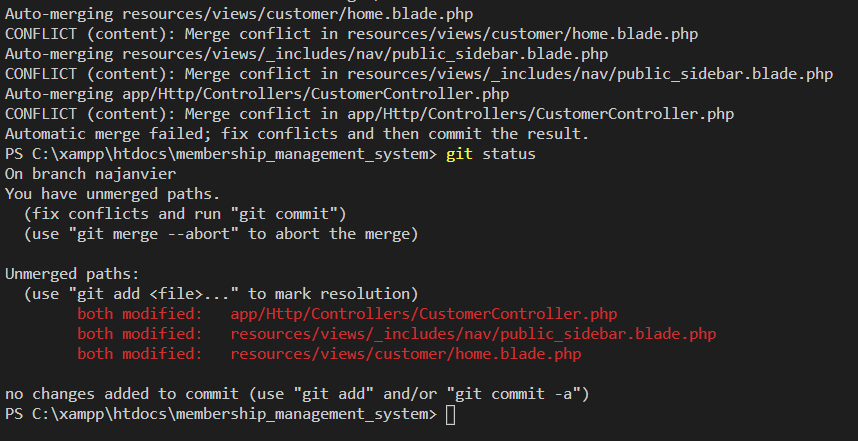 Auto-merging resources/views/customer/home.blade.php
CONFLICT (content): Merge conflict in resources/views/customer/home.blade.php
Auto-merging resources/views/_includes/nav/public_sidebar.blade.php
CONFLICT (content): Merge conflict in resources/views/_includes/nav/public_sidebar.blade.php
Auto-merging app/Http/Controllers/CustomerController.php
CONFLICT (content): Merge conflict in app/Http/Controllers/CustomerController.php
Automatic merge failed; fix conflicts and then commit the result.
PS C:\xampp\htdocs\membership_management_system> git status
On branch najanvier
You have unmerged paths.
  (fix conflicts and run "git commit")
  (use "git merge --abort" to abort the merge)

Unmerged paths:
  (use "git add <file>..." to mark resolution)
        both modified:   app/Http/Controllers/CustomerController.php
        both modified:   resources/views/_includes/nav/public_sidebar.blade.php
        both modified:   resources/views/customer/home.blade.php

no changes added to commit (use "git add" and/or "git commit -a")
PS C:\xampp\htdocs\membership_management_system>